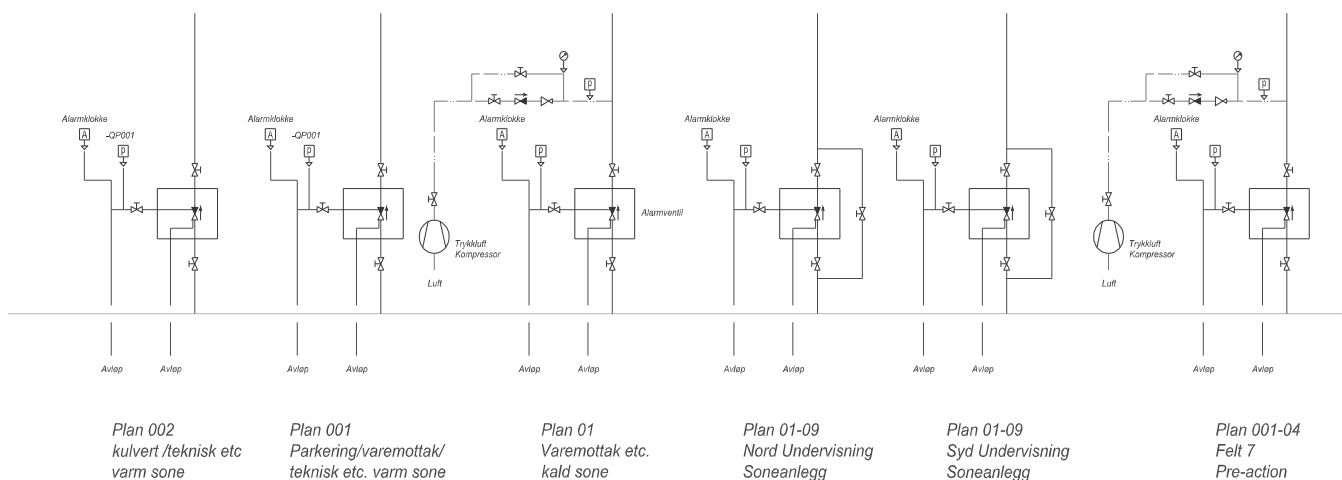 Alarmklokke
A
-QP001
P
Avløp
Avløp
Plan 002
kulvert /teknisk etc
varm sone
Alarmklokke
A
-QP001
P
Avløp
Avløp
Plan 001
Parkering/varemottak/
teknisk etc. varm sone
P
Alarmklokke
A
P
Alarmventil
Trykkluft
Kompressor
Luft
Avløp
Avløp
Plan 01
Varemottak etc.
kald sone
Alarmklokke
A
P
Avløp
Avløp
Plan 01-09
Nord Undervisning
Soneanlegg
Alarmklokke
A
P
Avløp
Avløp
Plan 01-09
Syd Undervisning
Soneanlegg
P
Alarmklokke
A
P
Trykkluft
Kompressor
Luft
Avløp
Avløp
Plan 001-04
Felt 7
Pre-action